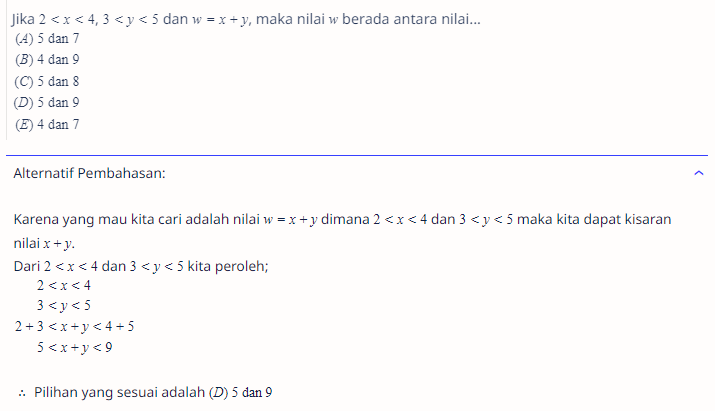 Jika 2 < x < 4, 3 < y < 5 dan w = x + y, maka nilai w berada antara nilai...
(A) 5 dan 7
(B) 4 dan 9
(C) 5 dan 8
(D) 5 dan 9
(E) 4 dan 7
Alternatif Pembahasan:
Karena yang mau kita cari adalah nilai w = x + y dimana 2 < x < 4 dan 3 < y < 5 maka kita dapat kisaran
nilai x + y.
Dari 2 < x < 4 dan 3 < y < 5 kita peroleh;
2 < x < 4
3 < y < 5
2 + 3 < x + y < 4 + 5
5 < x + y < 9
∴ Pilihan yang sesuai adalah (D) 5 dan 9